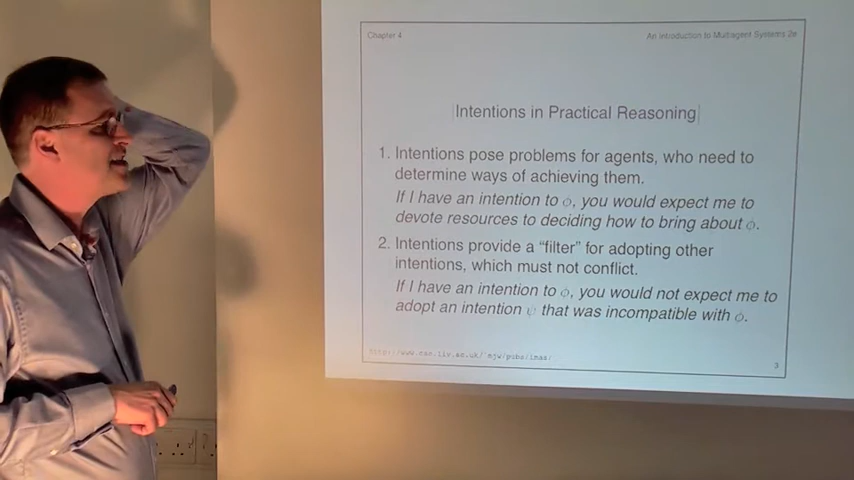 Chapter 4
An Introduction to Multiagent Systems 2e
Intentions in Practical Reasoning
1. Intentions pose problems for agents, who need to
determine ways of achieving them.
If I have an intention to ϕ, you would expect me to
devote resources to deciding how to bring about ϕ.
2. Intentions provide a “filter” for adopting other
intentions, which must not conflict.
If I have an intention to ϕ, you would not expect me to
adopt an intention ψ that was incompatible with ϕ.
http://www.csc.liv.ac.uk/˜mjw/pubs/imas/
3